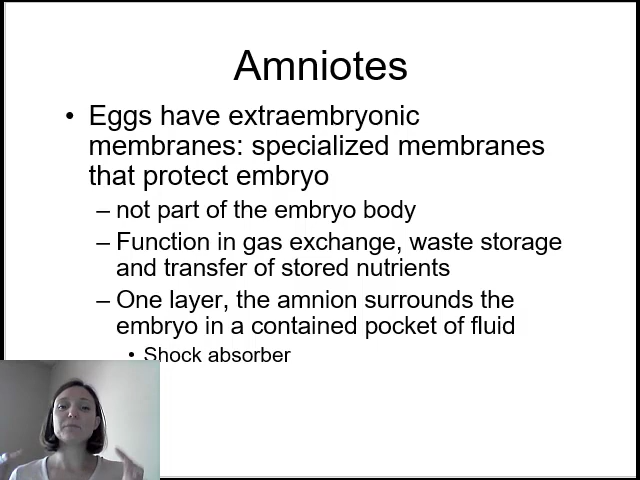 Amniotes
• Eggs have extraembryonic
membranes: specialized membranes
that protect embryo
– not part of the embryo body
– Function in gas exchange, waste storage
and transfer of stored nutrients
– One layer, the amnion surrounds the
embryo in a contained pocket of fluid
• Shock absorber